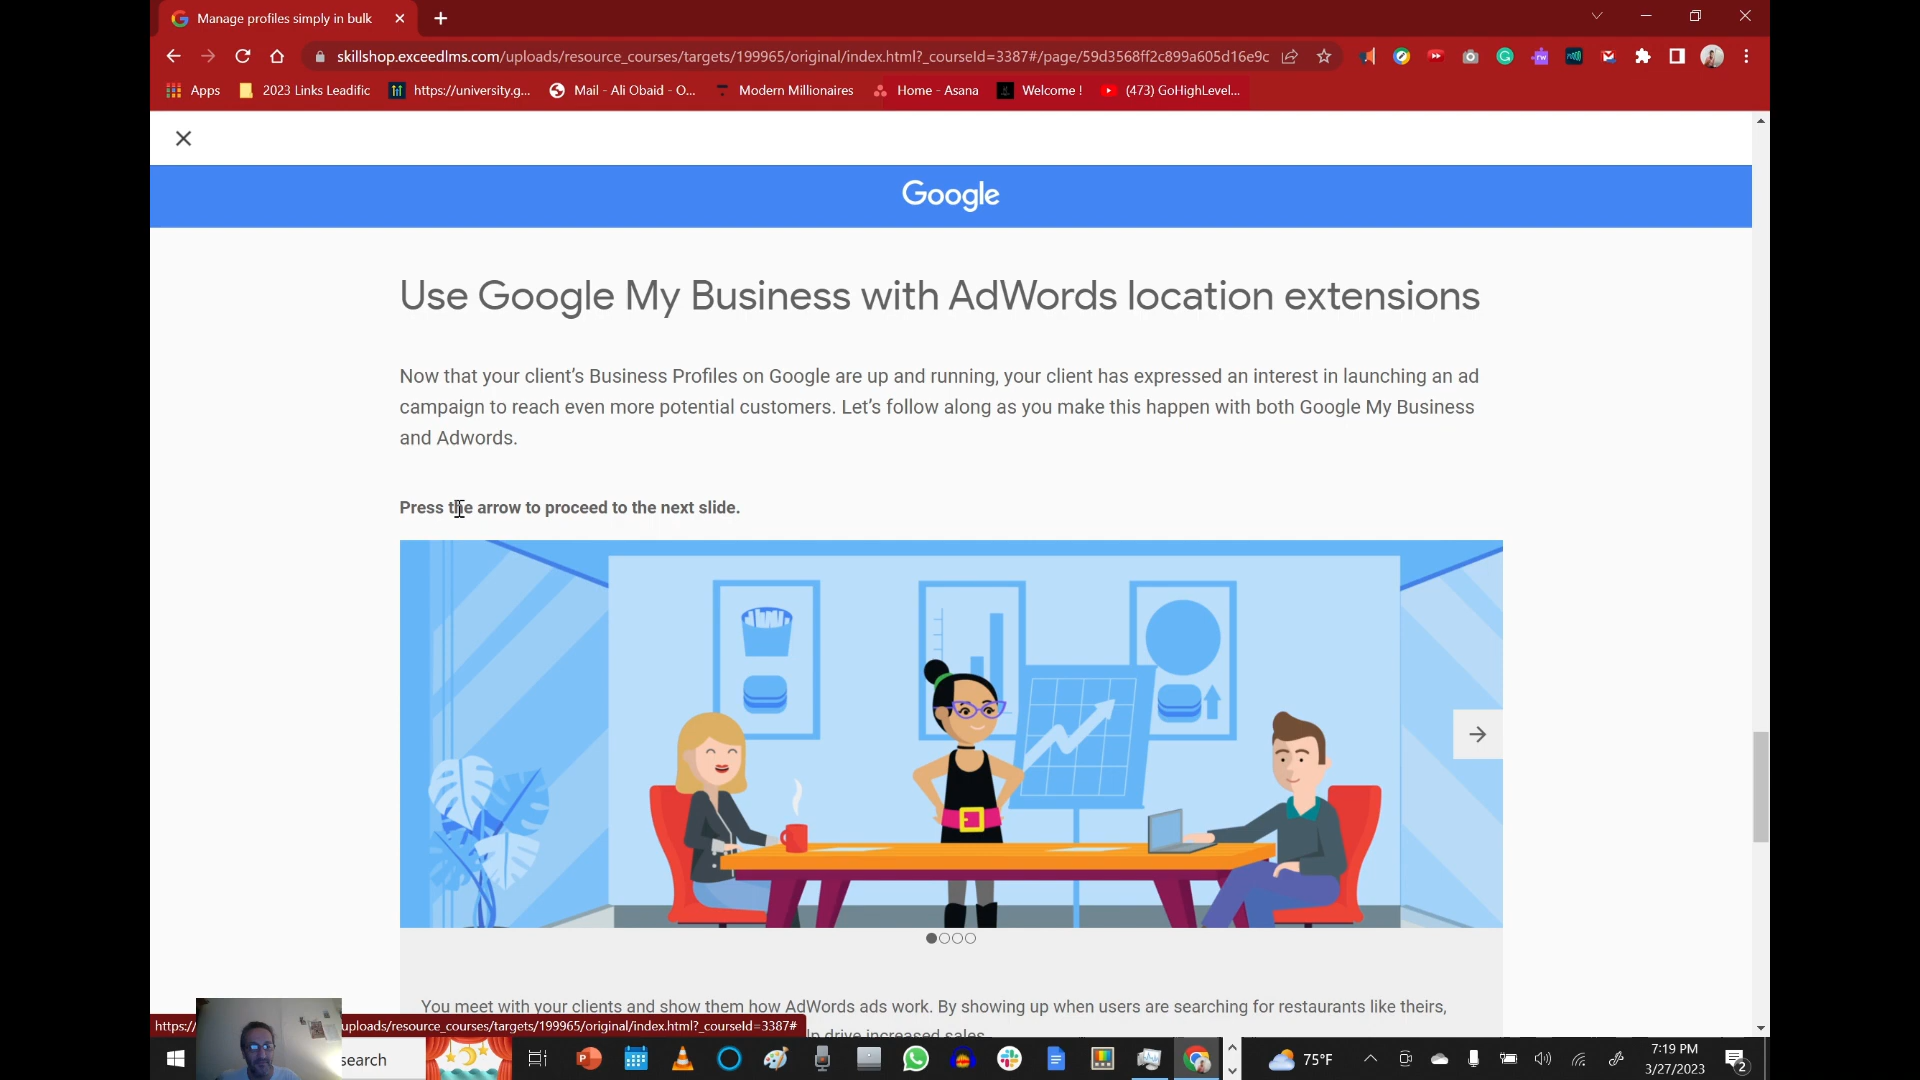 Manage profiles simply in bulk
skillshop.exceedlms.com/uploads/resource_courses/targets/199965/original/index.html?_courseId=3387#/page/59d3568ff2c899a605d16e9c
Apps
2023 Links Leadific
https://university.g...
Mail - Ali Obaid - O...
Modern Millionaires
Home - Asana
Welcome !
(473) GoHighLevel...
Google
Use Google My Business with AdWords location extensions
Now that your client's Business Profiles on Google are up and running, your client has expressed an interest in launching an ad
campaign to reach even more potential customers. Let's follow along as you make this happen with both Google My Business
and Adwords.
Press the arrow to proceed to the next slide.
You meet with your clients and show them how AdWords ads work. By showing up when users are searching for restaurants like theirs,
drive increased sales.
https:/
uploads/resource_courses/targets/199965/original/index.html?_courseId=3387#
search
75°F
7:19 PM
3/27/2023
2